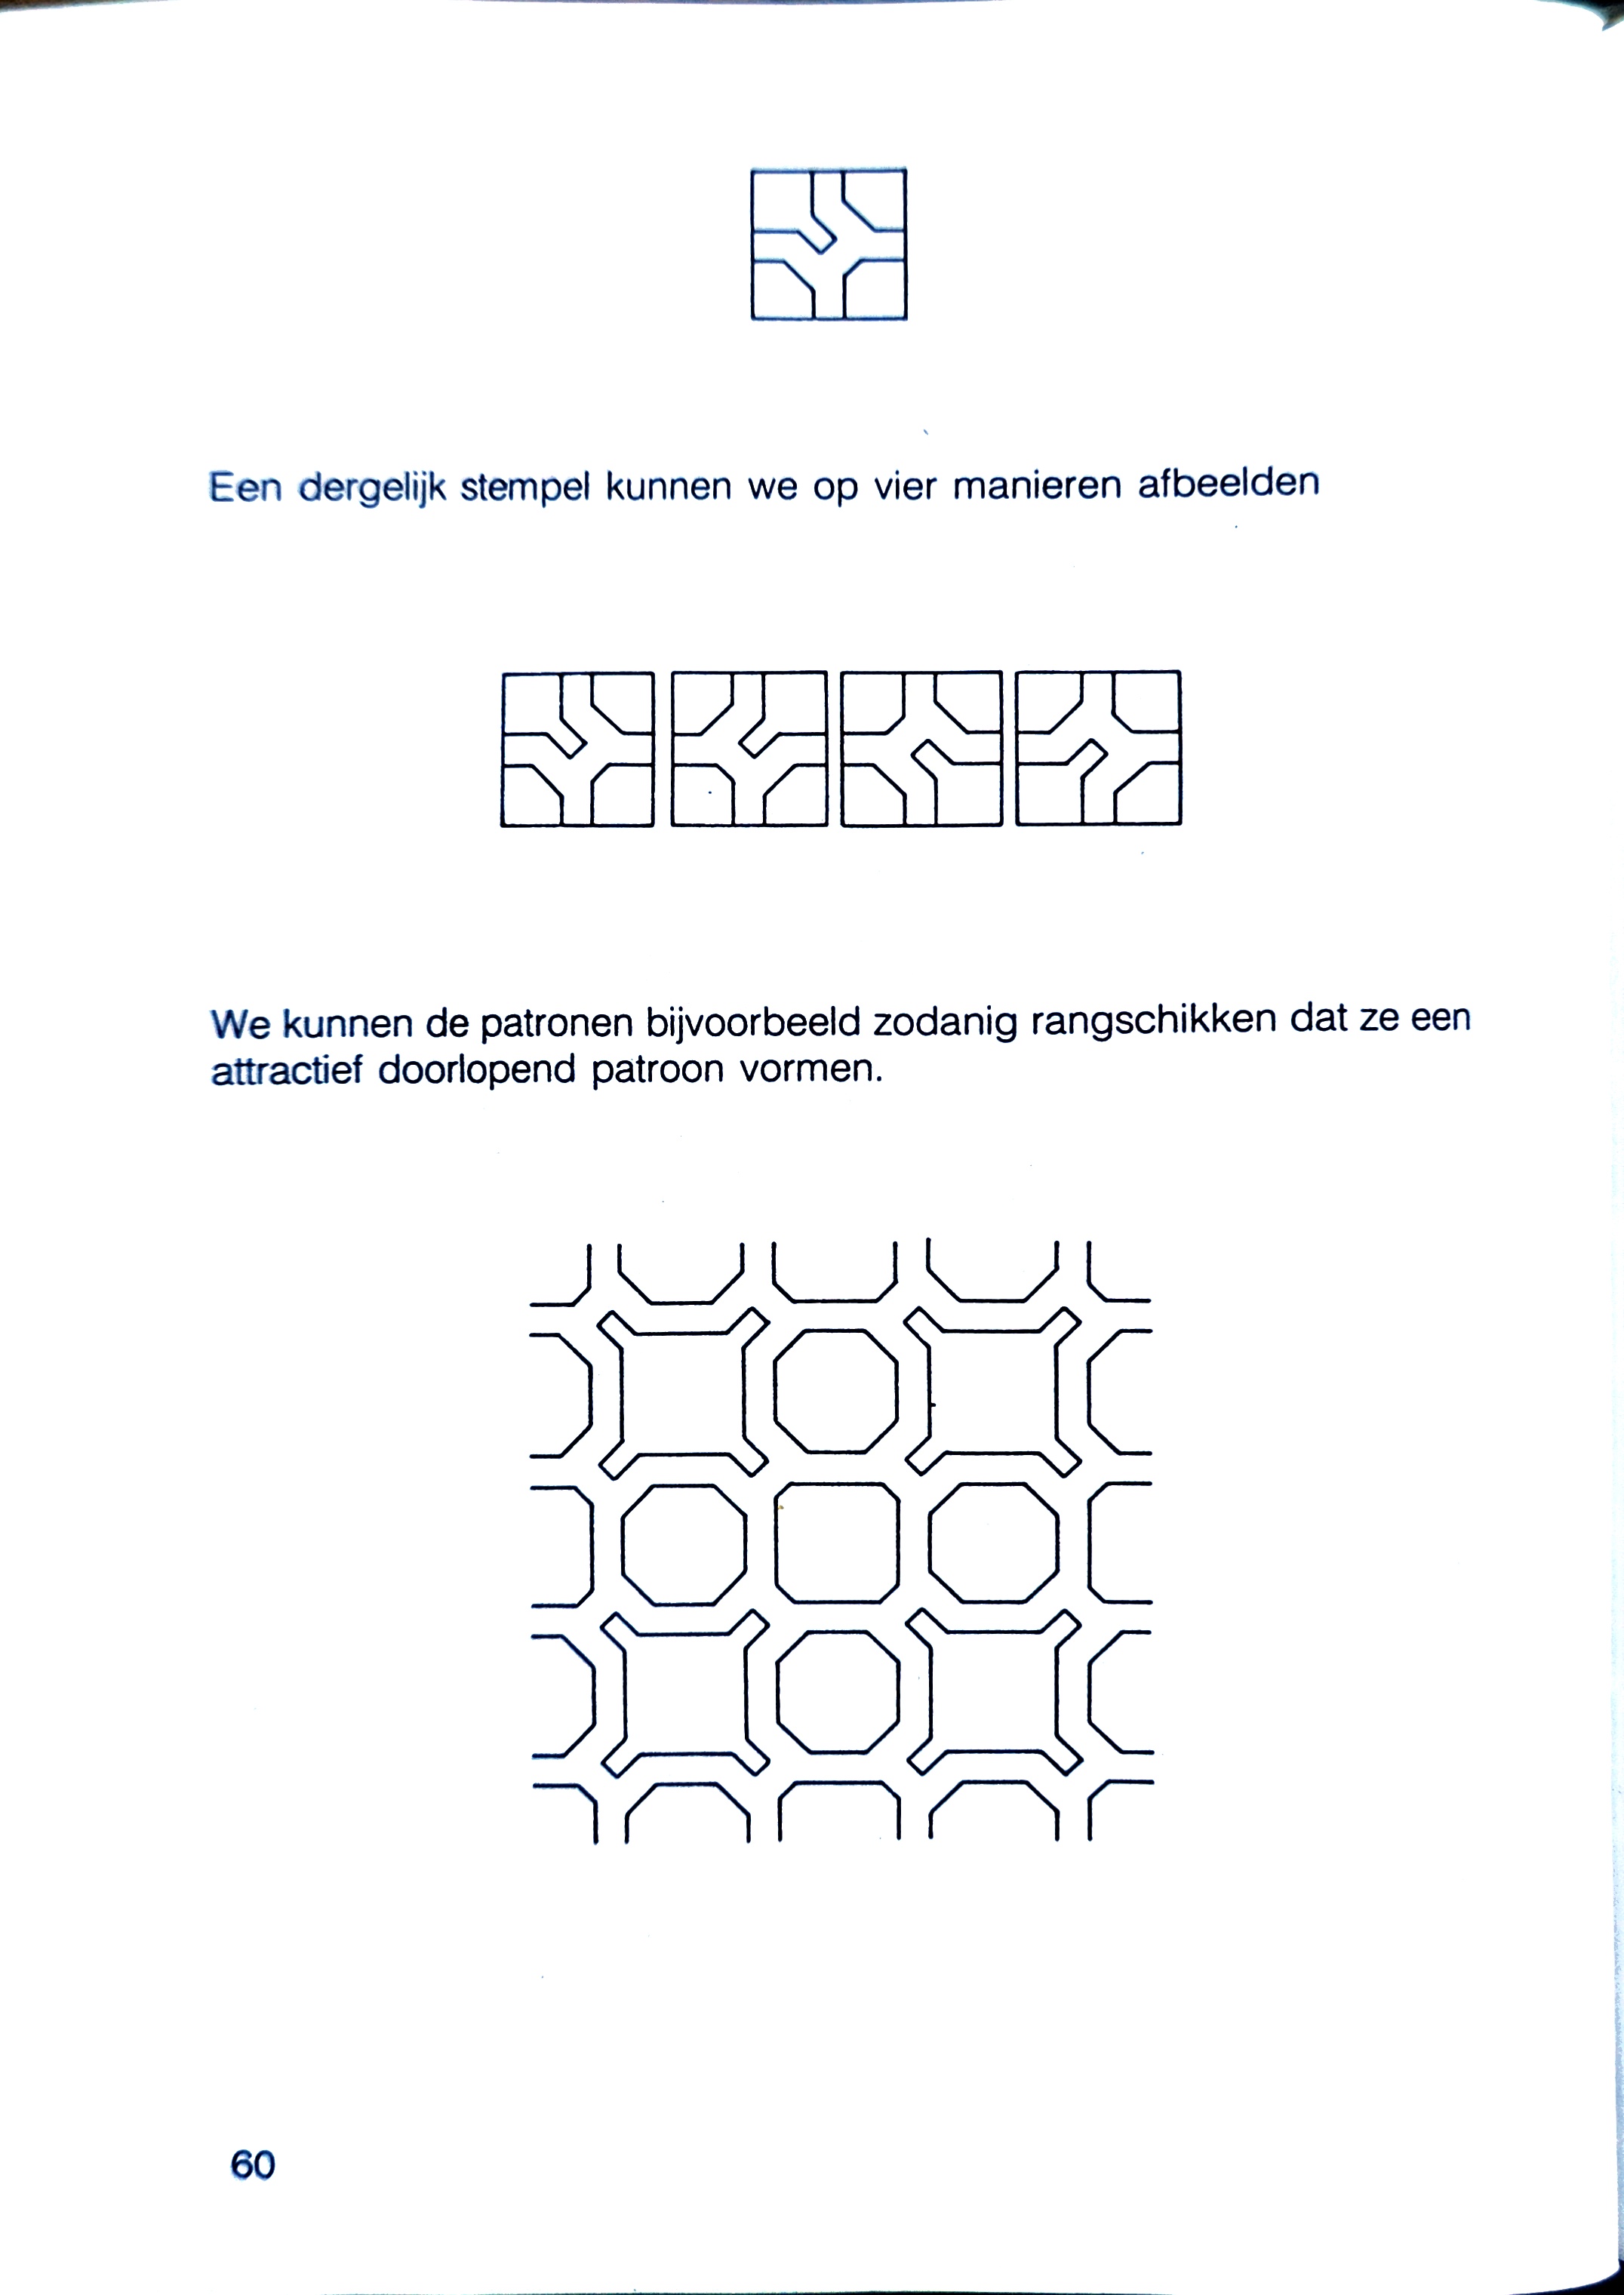 Een dergelijk stempel kunnen we op vier manieren afbeelden
We kunnen de patronen bijvoorbeeld zodanig rangschikken dat ze een
attractief doorlopend patroon vormen.
60